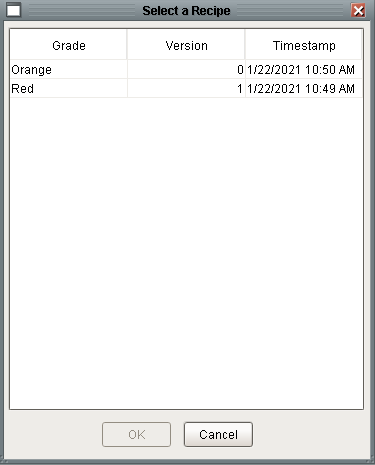 Select a Recipe
Grade Version Timestamp
Orange 0 1/22/2021 10:50 AM
Red 1 1/22/2021 10:49 AM
OK Cancel